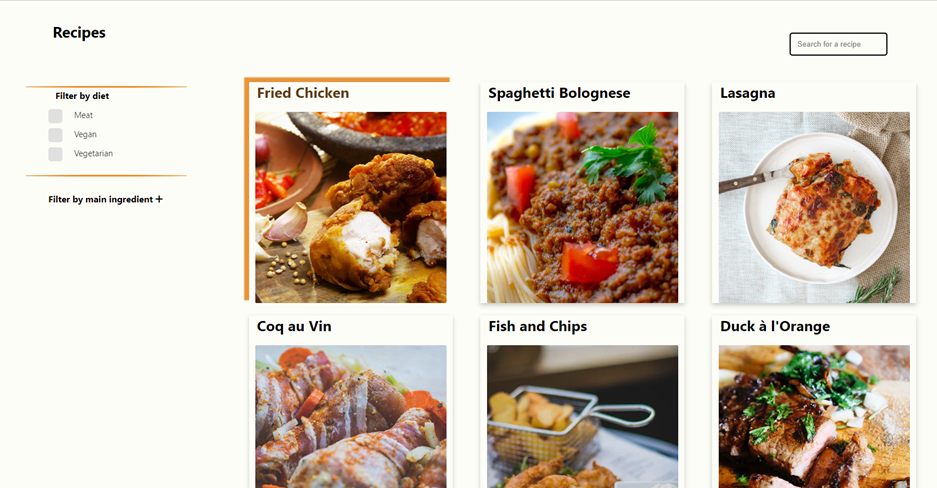 Recipes
Search for a recipe
Filter by diet
Meat
Vegan
Vegetarian
Filter by main ingredient +
Fried Chicken
Spaghetti Bolognese
Lasagna
Coq au Vin
Fish and Chips
Duck à l'Orange